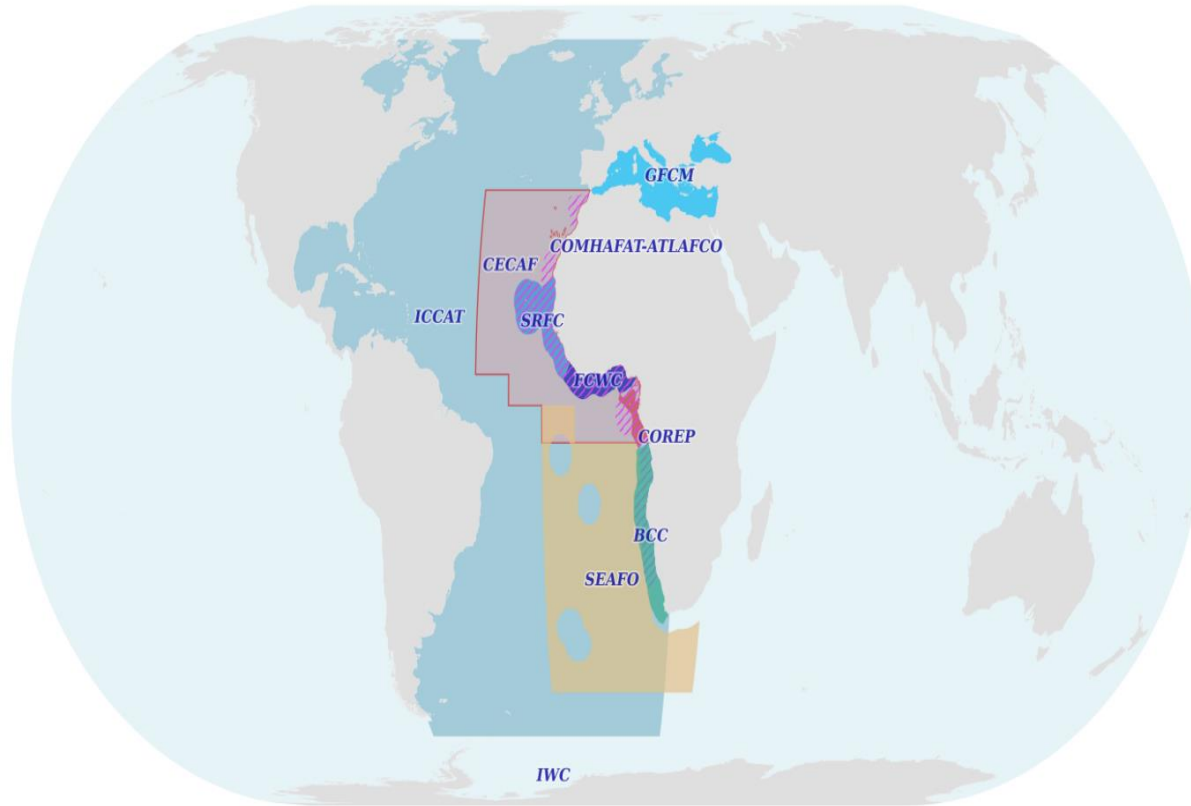 GFCM
COMHAFAT-ATLAFCO
CECAF
ICCAT
SRFC
FCWC
COREP
BCC
SEAFO
IWC